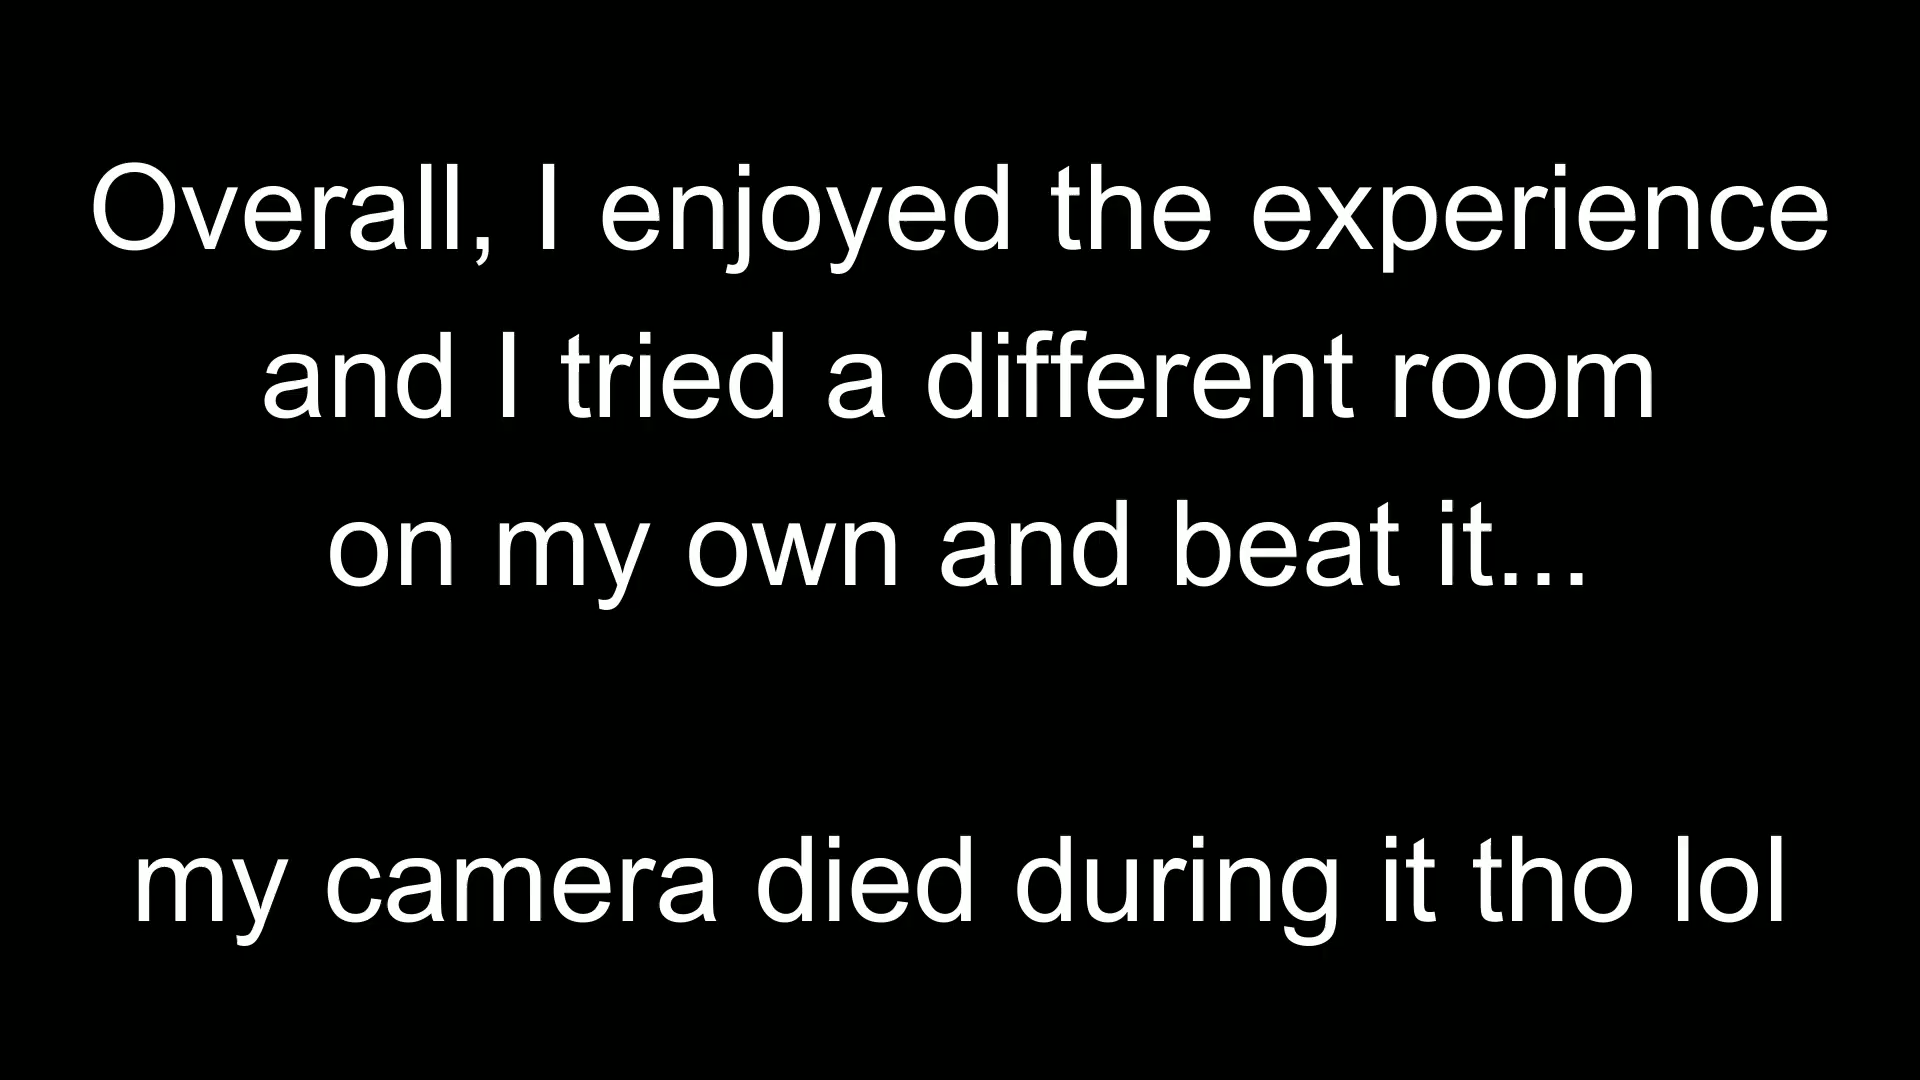 Overall, I enjoyed the experience
and I tried a different room
on my own and beat it...
my camera died during it tho lol